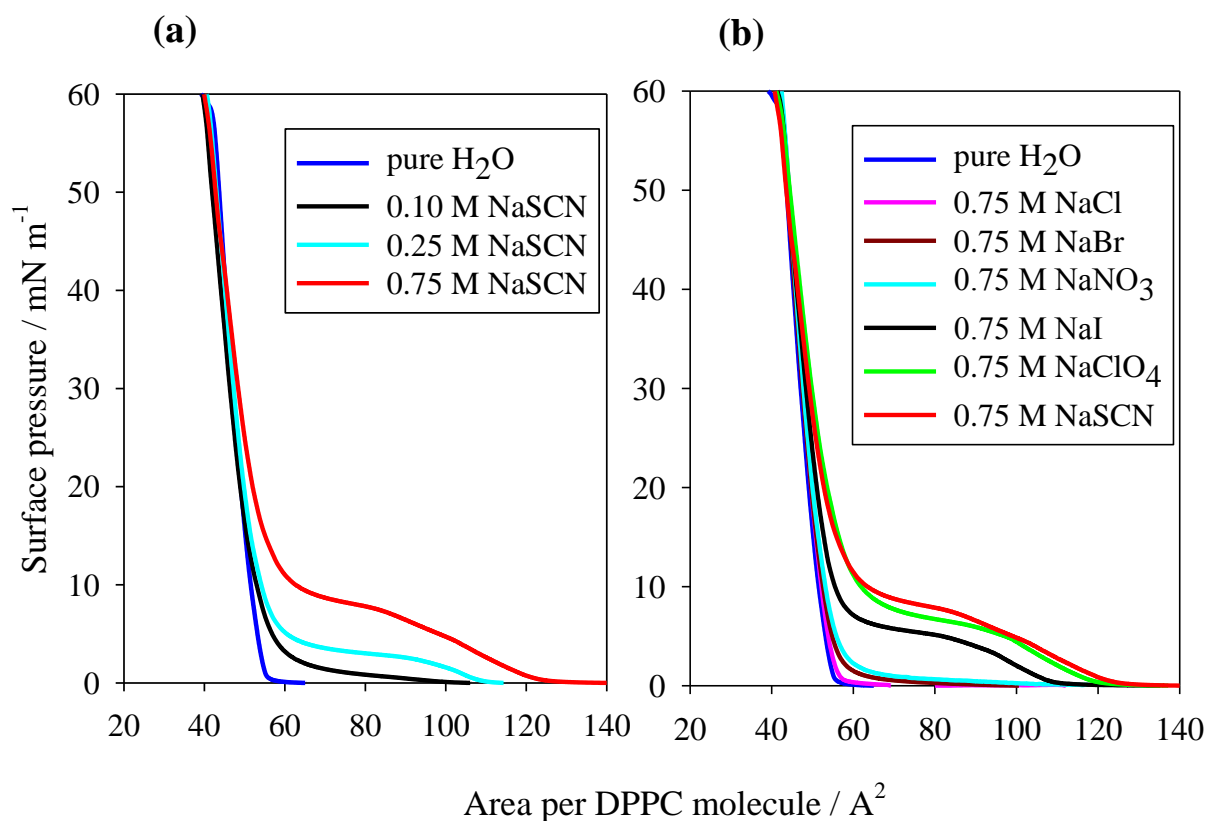 (a)
(b)
Surface pressure / mN m⁻¹
60
50
40
30
20
10
0
20 40 60 80 100 120 140
pure H₂O
0.10 M NaSCN
0.25 M NaSCN
0.75 M NaSCN
60
50
40
30
20
10
0
20 40 60 80 100 120 140
pure H₂O
0.75 M NaCl
0.75 M NaBr
0.75 M NaNO₃
0.75 M NaI
0.75 M NaClO₄
0.75 M NaSCN
Area per DPPC molecule / A²